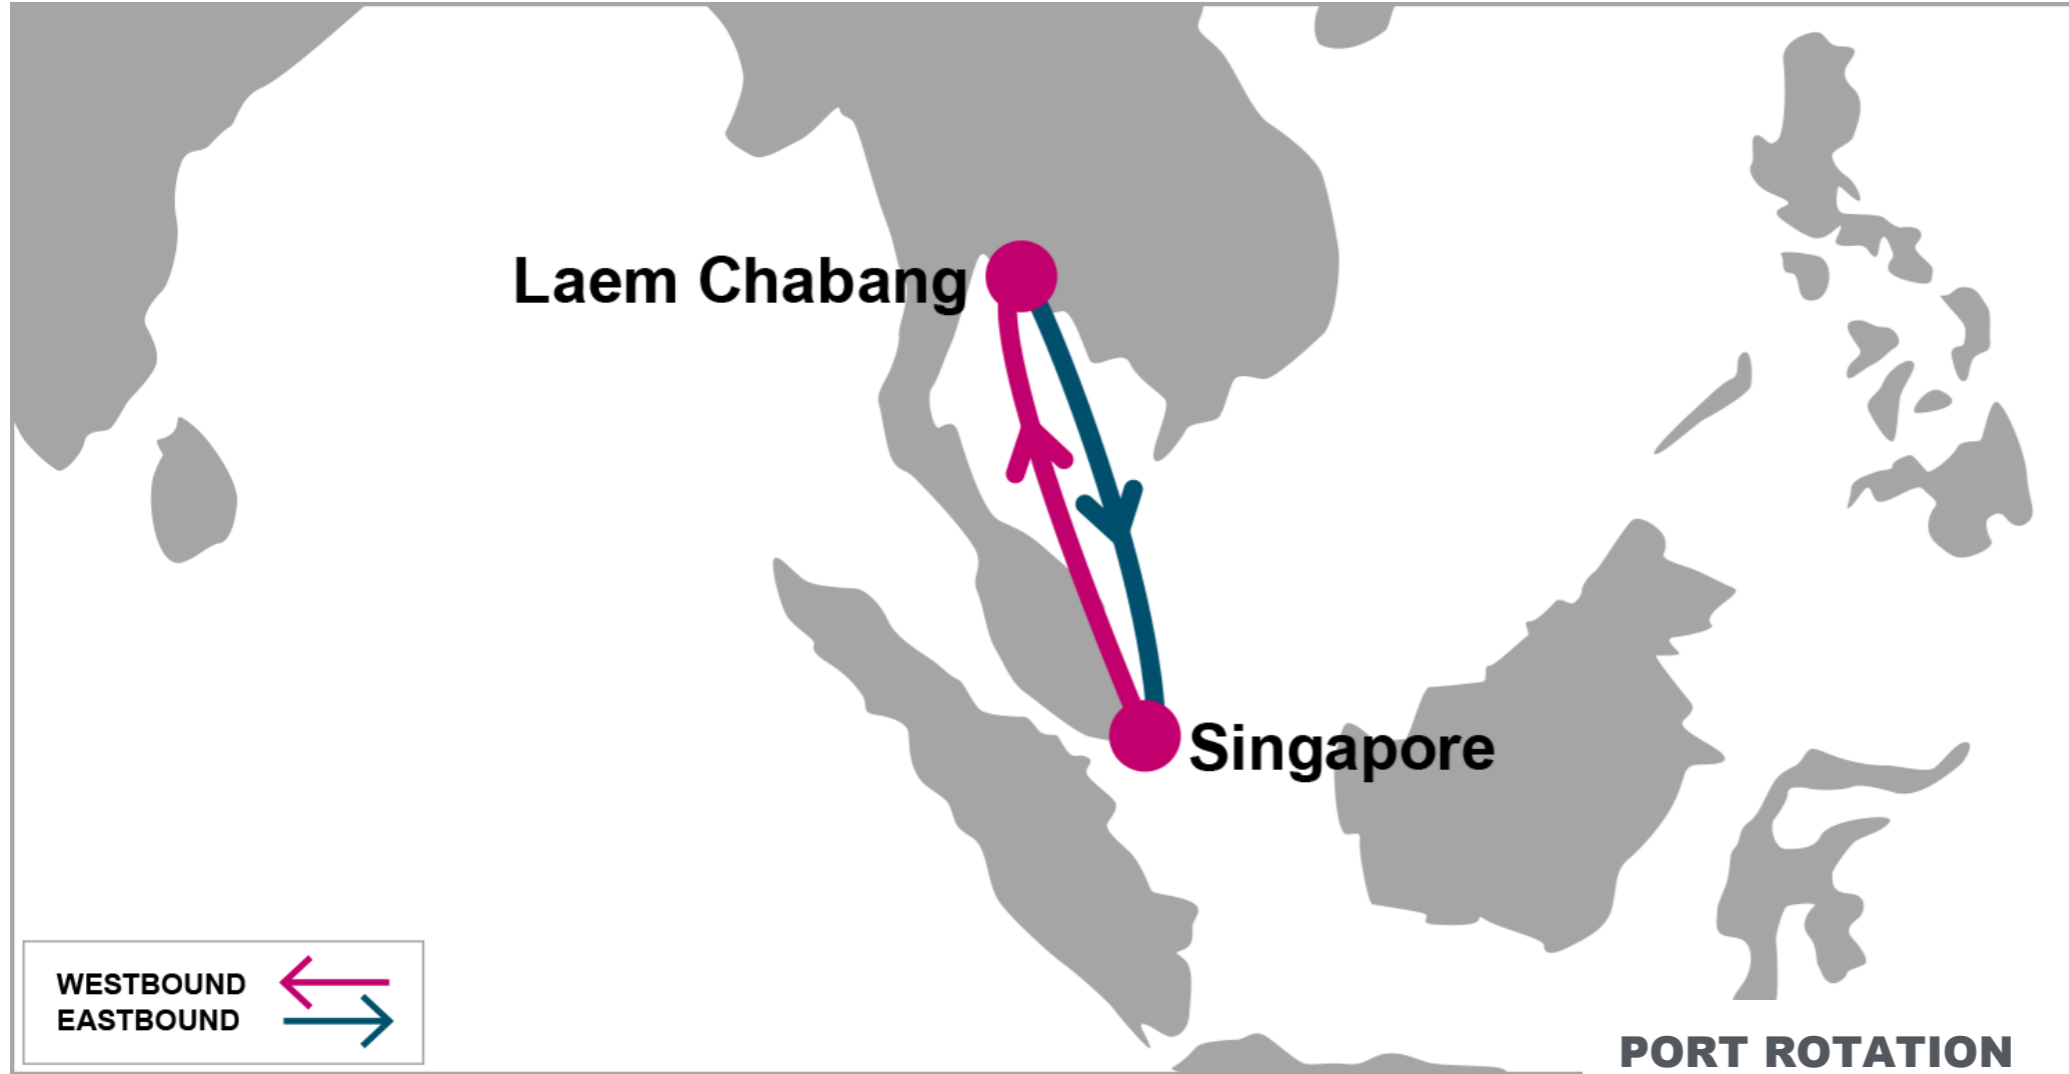 Laem Chabang
Singapore
WESTBOUND
EASTBOUND
PORT ROTATION